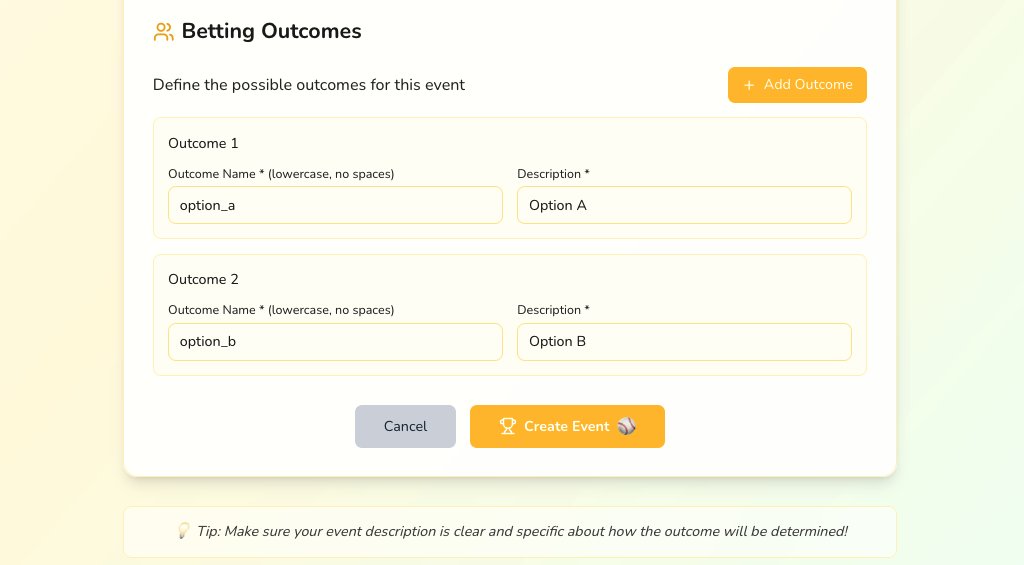 Betting Outcomes
Define the possible outcomes for this event
+ Add Outcome
Outcome 1
Outcome Name * (lowercase, no spaces)
Description *
option_a
Option A
Outcome 2
Outcome Name * (lowercase, no spaces)
Description *
option_b
Option B
Cancel
Create Event ⚾
💡 Tip: Make sure your event description is clear and specific about how the outcome will be determined!